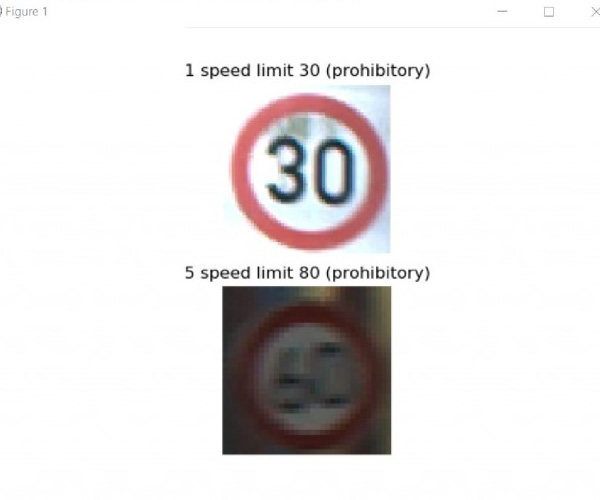 Figure 1
1 speed limit 30 (prohibitory)
30
5 speed limit 80 (prohibitory)